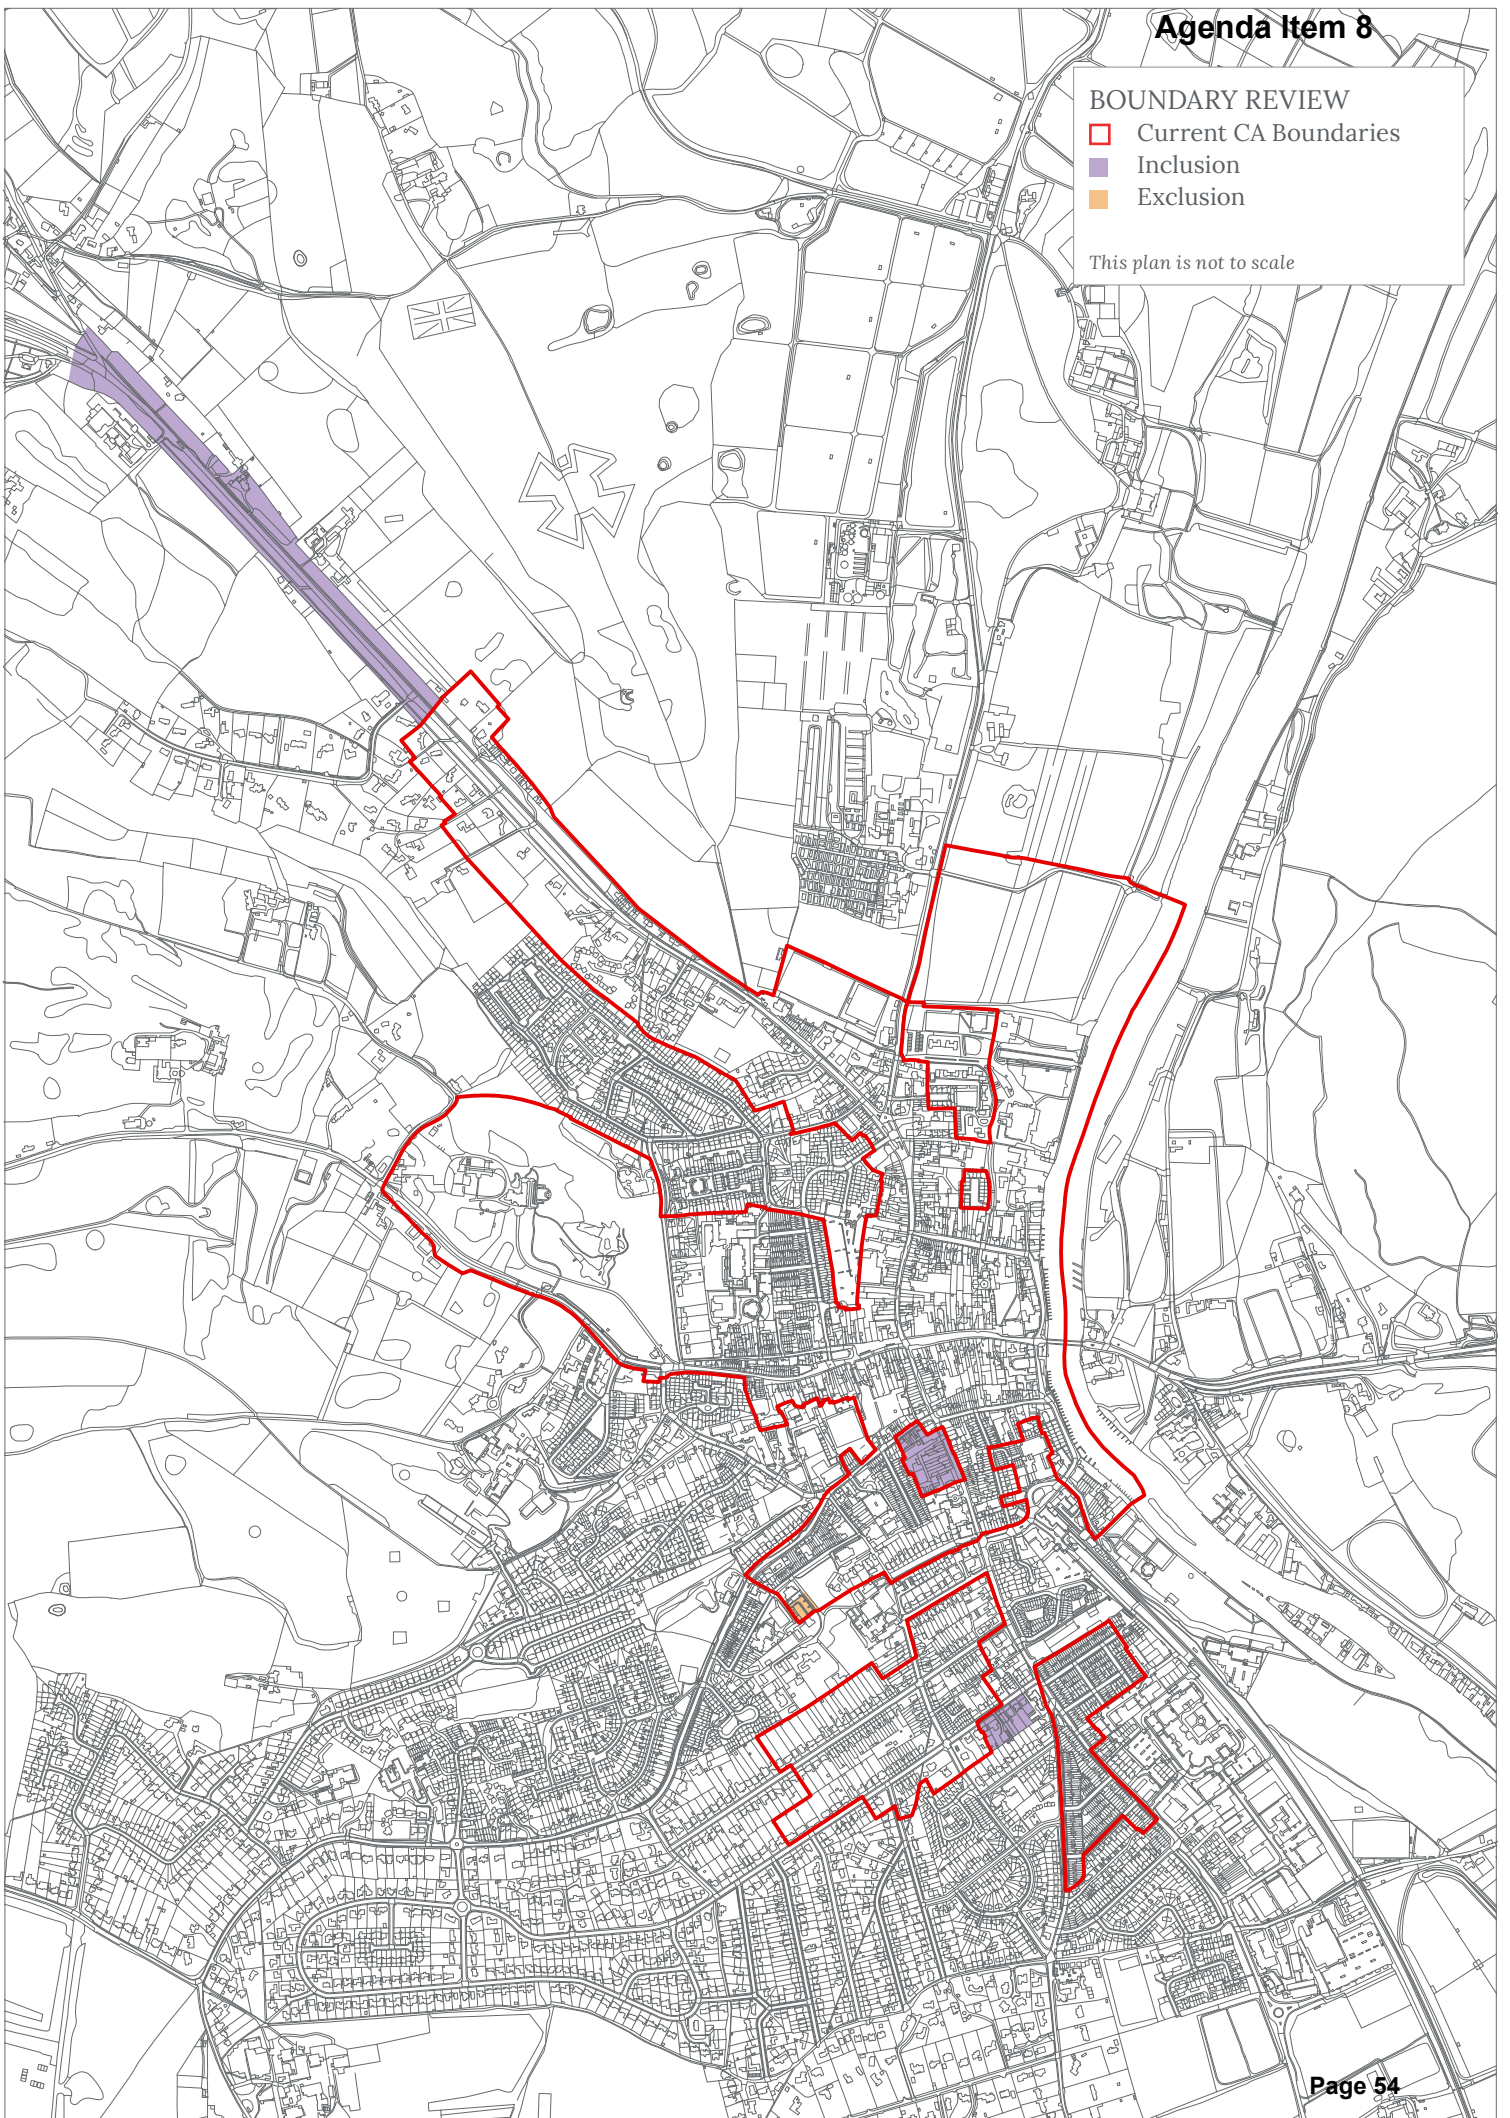 Agenda Item 8
BOUNDARY REVIEW
Current CA Boundaries
Inclusion
Exclusion
This plan is not to scale
Page 54